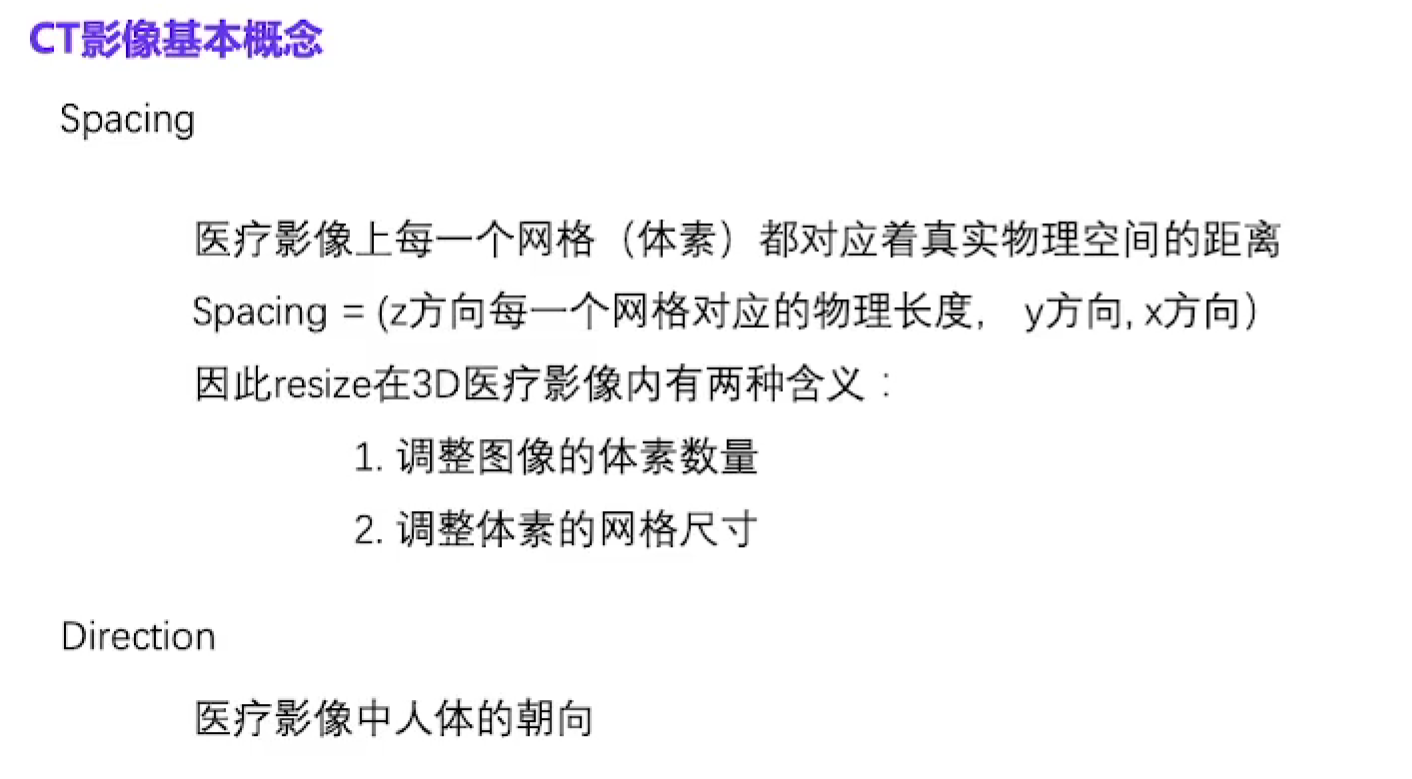 CT影像基本概念
Spacing
医疗影像上每一个网格（体素）都对应着真实物理空间的距离
Spacing = (z方向每一个网格对应的物理长度， y方向, x方向）
因此resize在3D医疗影像内有两种含义：
1. 调整图像的体素数量
2. 调整体素的网格尺寸
Direction
医疗影像中人体的朝向